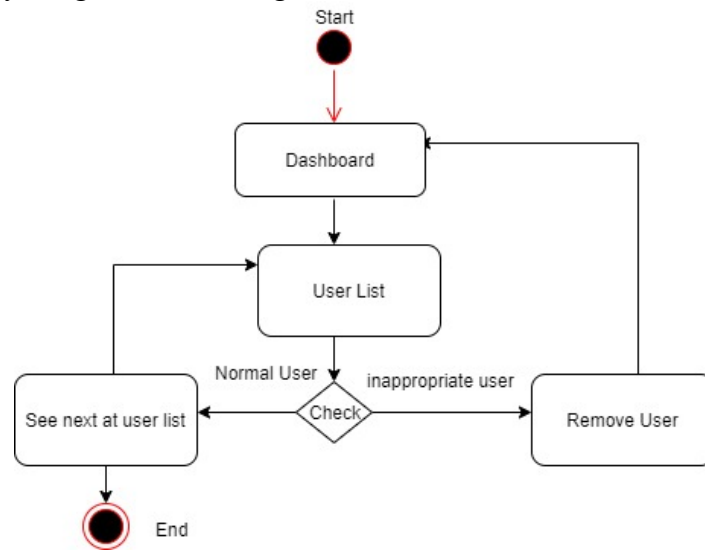 Start
Dashboard
User List
Normal User
inappropriate user
Check
See next at user list
Remove User
End